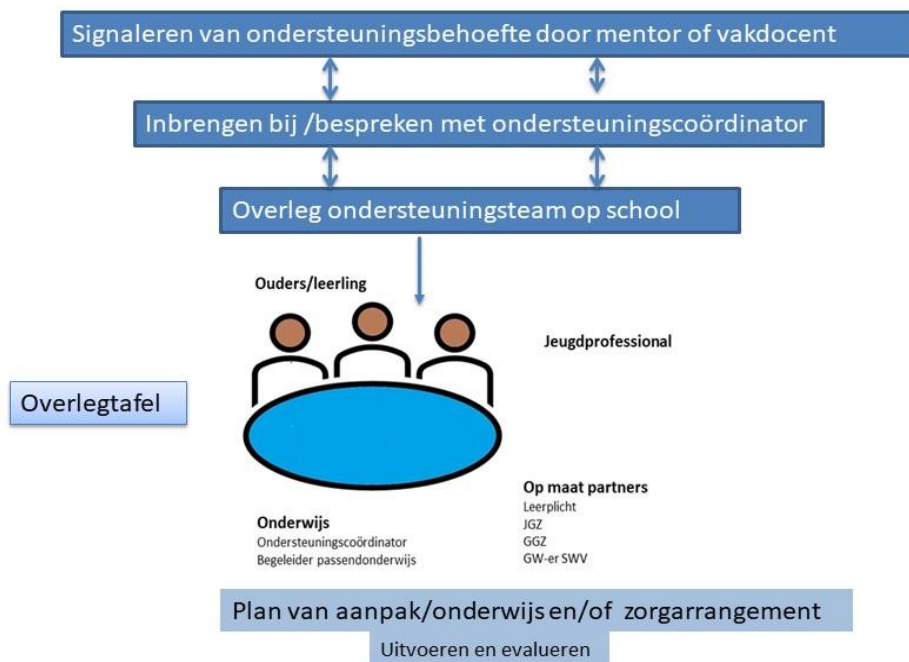 Signaleren van ondersteuningsbehoefte door mentor of vakdocent
Inbrengen bij /bespreken met ondersteuningscoördinator
Overleg ondersteuningsteam op school
Ouders/leerling
Jeugdprofessional
Overlegtafel
Op maat partners
Leerplicht
JGZ
GGZ
GW-er SWV
Onderwijs
Ondersteuningscoördinator
Begeleider passendonderwijs
Plan van aanpak/onderwijs en/of zorgarrangement
Uitvoeren en evalueren